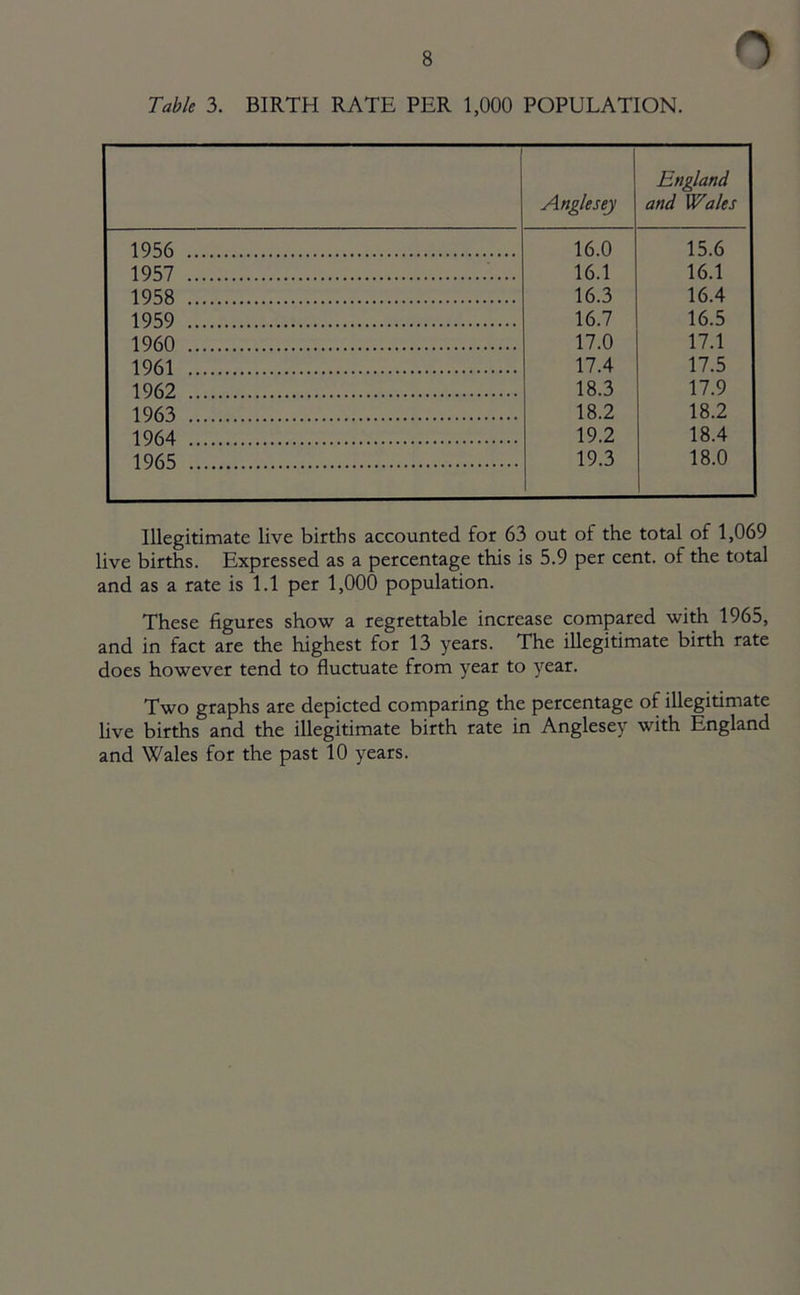 8
Table 3. BIRTH RATE PER 1,000 POPULATION.
Anglesey England and Wales
1956 ........ 16.0 15.6
1957 ........ 16.1 16.1
1958 ........ 16.3 16.4
1959 ........ 16.7 16.5
1960 ........ 17.0 17.1
1961 ........ 17.4 17.5
1962 ........ 18.3 17.9
1963 ........ 18.2 18.2
1964 ........ 19.2 18.4
1965 ........ 19.3 18.0
Illegitimate live births accounted for 63 out of the total of 1,069
live births. Expressed as a percentage this is 5.9 per cent. of the total
and as a rate is 1.1 per 1,000 population.
These figures show a regrettable increase compared with 1965,
and in fact are the highest for 13 years. The illegitimate birth rate
does however tend to fluctuate from year to year.
Two graphs are depicted comparing the percentage of illegitimate
live births and the illegitimate birth rate in Anglesey with England
and Wales for the past 10 years.